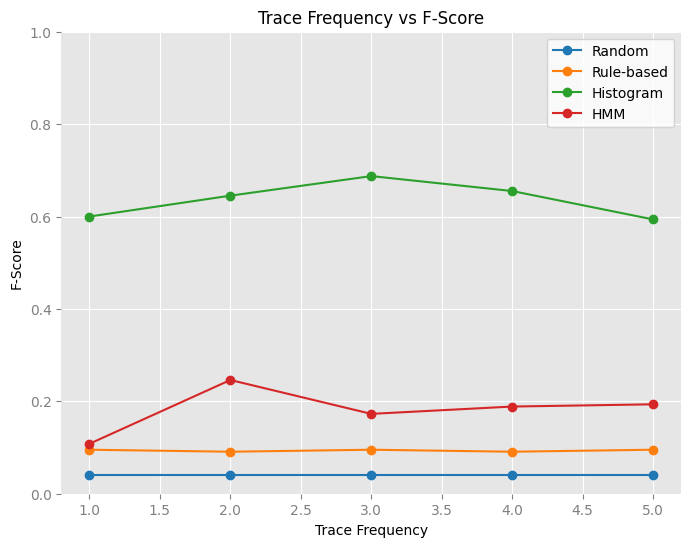 Trace Frequency vs F-Score
Random
Rule-based
Histogram
HMM
1.0
0.8
0.6
0.4
0.2
0.0
F-Score
1.0 1.5 2.0 2.5 3.0 3.5 4.0 4.5 5.0
Trace Frequency